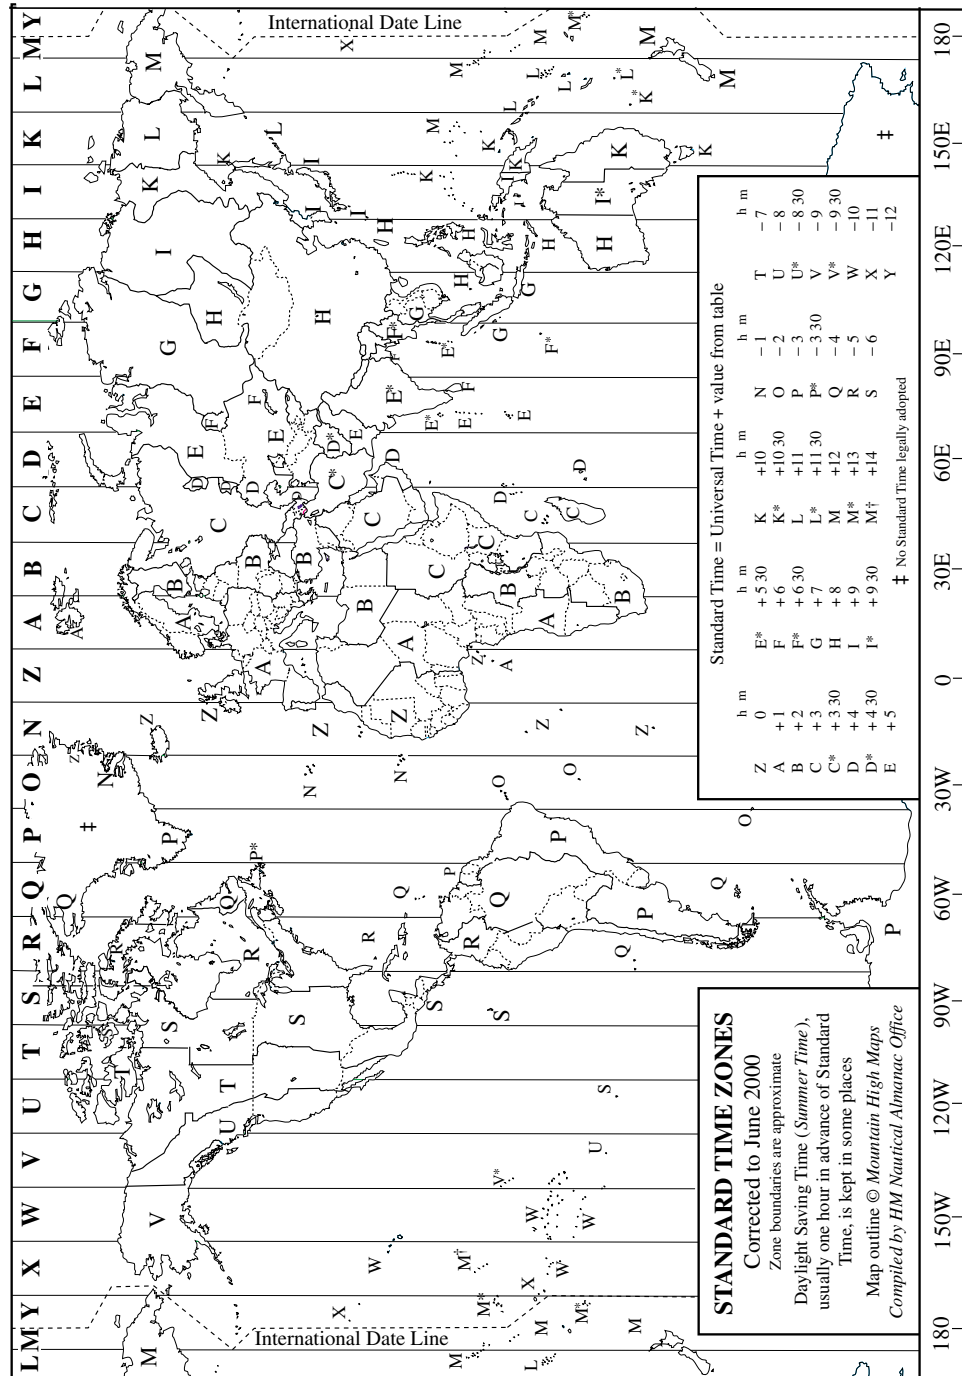 L M Y X W V U T S R Q P O N Z A B C D E F G H I K L M Y
Q ‡ Z A
N
M V T R Z M
S P A B L
K
I
U T S R Q Z A B C D E F G H K
P* L
International Date Line
International Date Line
X W R N Z A B C D E F G H I X
C* D* E*
M* M† V* S Q P N Z A B C D E* F* G H K M
M X W S R Q P O Z A B C E F G H K L M
M* W U S Q P O Z A B C D F* H I* K L* M*
M P B K M
Q O K
P ‡
STANDARD TIME ZONES
Corrected to June 2000
Zone boundaries are approximate
Daylight Saving Time (Summer Time),
usually one hour in advance of Standard
Time, is kept in some places
Map outline © Mountain High Maps
Compiled by HM Nautical Almanac Office
Standard Time = Universal Time + value from table
h m h m h m h m h m
Z 0 E* + 5 30 K +10 N − 1 T − 7
A + 1 F + 6 K* +10 30 O − 2 U − 8
B + 2 F* + 6 30 L +11 P − 3 U* − 8 30
C + 3 G + 7 L* +11 30 P* − 3 30 V − 9
C* + 3 30 H + 8 M +12 Q − 4 V* − 9 30
D + 4 I + 9 M* +13 R − 5 W −10
D* + 4 30 I* + 9 30 M† +14 S − 6 X −11
E + 5 Y −12
‡ No Standard Time legally adopted
180 150W 120W 90W 60W 30W 0 30E 60E 90E 120E 150E 180